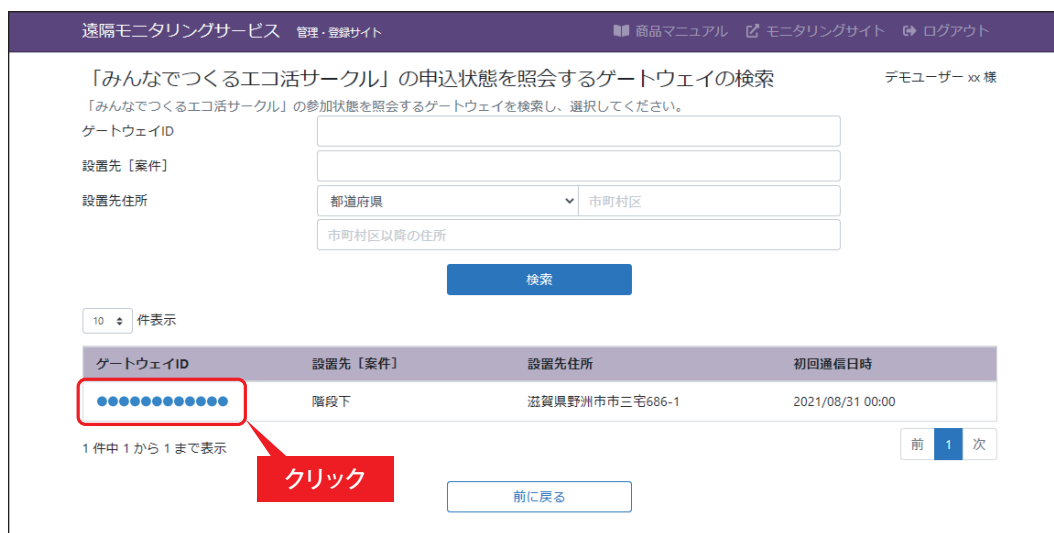 遠隔モニタリングサービス 管理・登録サイト 商品マニュアル モニタリングサイト ログアウト
「みんなでつくるエコ活サークル」の申込状態を照会するゲートウェイの検索 デモユーザー xx 様
「みんなでつくるエコ活サークル」の参加状態を照会するゲートウェイを検索し、選択してください。
ゲートウェイID
設置先［案件］
設置先住所 都道府県 市町村区
市町村区以降の住所
検索
10 件表示
ゲートウェイID 設置先［案件］ 設置先住所 初回通信日時
●●●●●●●●●●●● 階段下 滋賀県野洲市市三宅686-1 2021/08/31 00:00
1 件中 1 から 1 まで表示 前 1 次
クリック
前に戻る